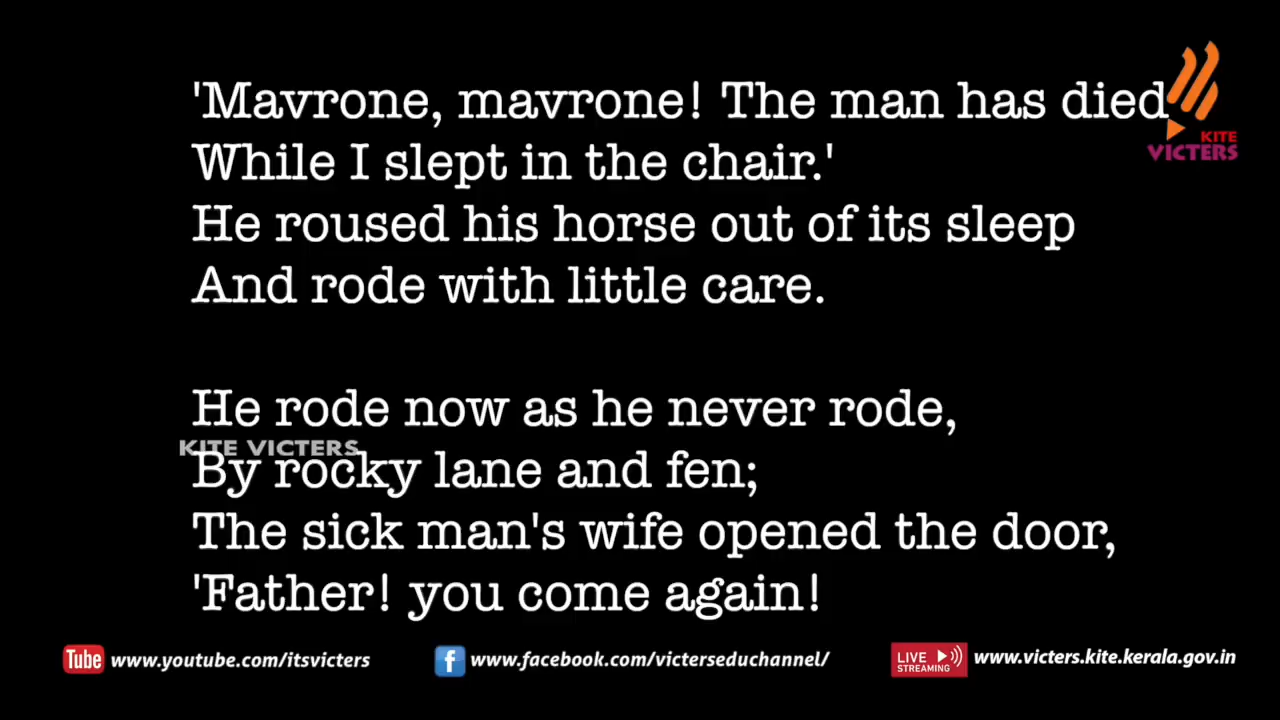 'Mavrone, mavrone! The man has died
While I slept in the chair.'
He roused his horse out of its sleep
And rode with little care.
He rode now as he never rode,
KITE VICTERS
By rocky lane and fen;
The sick man's wife opened the door,
'Father! you come again!
KITE
VICTERS
Tube www.youtube.com/itsvicters
f www.facebook.com/victerseduchannel/
LIVE STREAMING www.victers.kite.kerala.gov.in